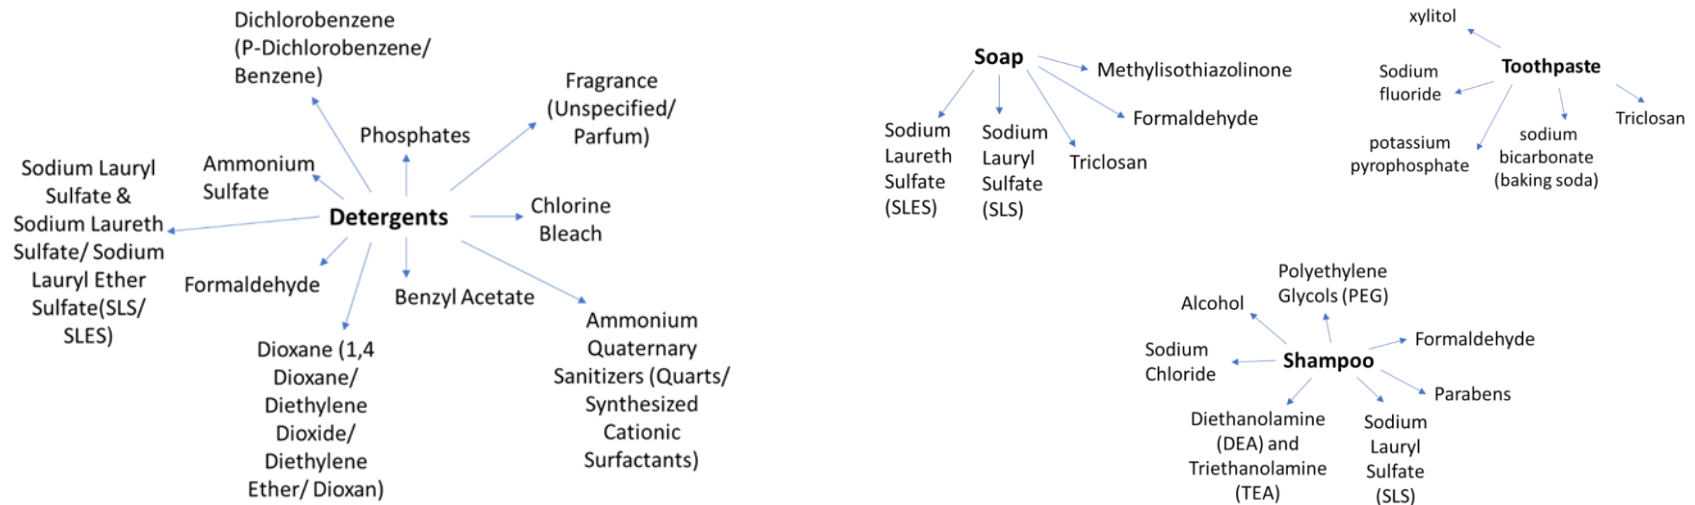 Dichlorobenzene
(P-Dichlorobenzene/
Benzene)
Fragrance
(Unspecified/
Parfum)
Phosphates
Ammonium
Sulfate
Sodium Lauryl
Sulfate &
Sodium Laureth
Sulfate/ Sodium
Lauryl Ether
Sulfate(SLS/
SLES)
Detergents
Chlorine
Bleach
Formaldehyde
Benzyl Acetate
Dioxane (1,4
Dioxane/
Diethylene
Dioxide/
Diethylene
Ether/ Dioxan)
Ammonium
Quaternary
Sanitizers (Quarts/
Synthesized
Cationic
Surfactants)
Soap
Methylisothiazolinone
Formaldehyde
Triclosan
Sodium
Lauryl
Sulfate
(SLS)
Sodium
Laureth
Sulfate
(SLES)
xylitol
Toothpaste
Sodium
fluoride
Triclosan
potassium
pyrophosphate
sodium
bicarbonate
(baking soda)
Polyethylene
Glycols (PEG)
Alcohol
Formaldehyde
Sodium
Chloride
Shampoo
Parabens
Diethanolamine
(DEA) and
Triethanolamine
(TEA)
Sodium
Lauryl
Sulfate
(SLS)